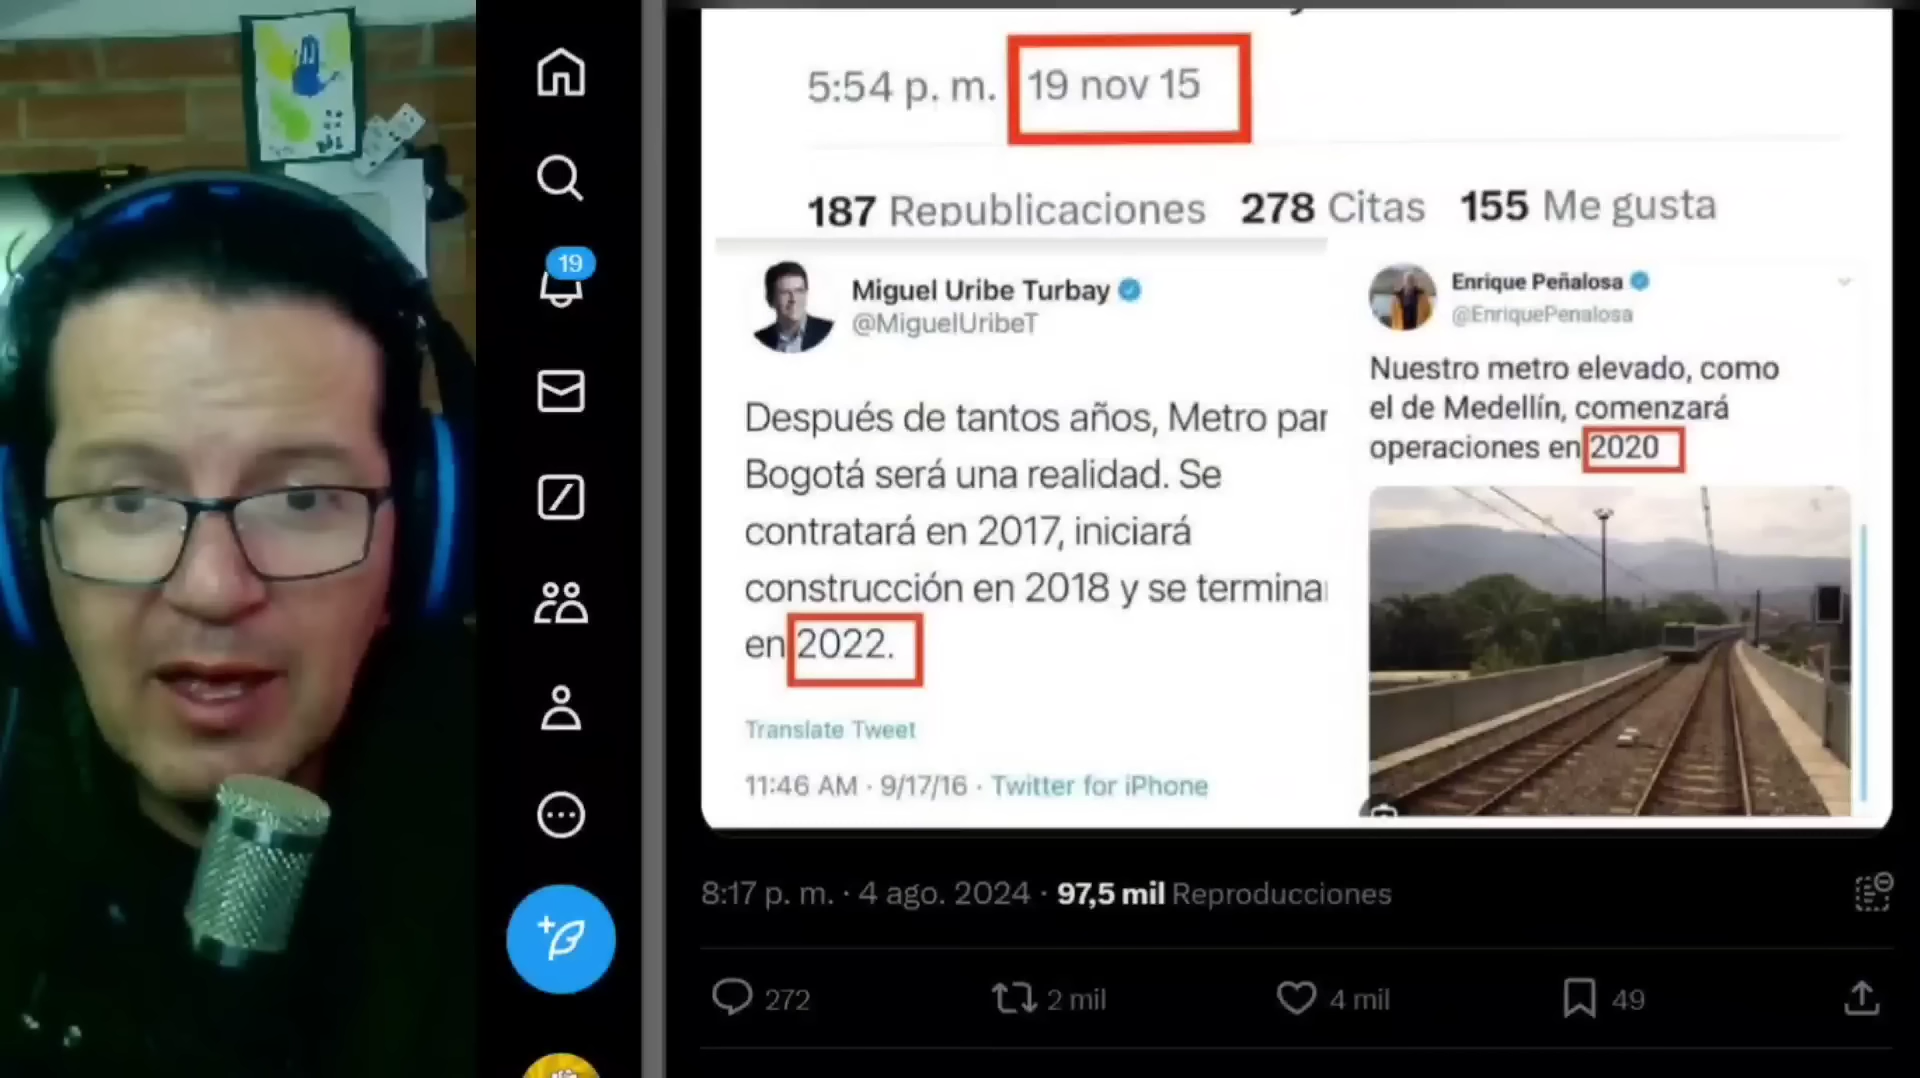 5:54 p. m. 19 nov 15
187 Republicaciones 278 Citas 155 Me gusta
19
Miguel Uribe Turbay
@MiguelUribeT
Después de tantos años, Metro par
Bogotá será una realidad. Se
contratará en 2017, iniciará
construcción en 2018 y se termina
en 2022.
Translate Tweet
11:46 AM · 9/17/16 · Twitter for iPhone
Enrique Peñalosa
@EnriquePenalosa
Nuestro metro elevado, como
el de Medellín, comenzará
operaciones en 2020
8:17 p. m. · 4 ago. 2024 · 97,5 mil Reproducciones
272 2 mil 4 mil 49